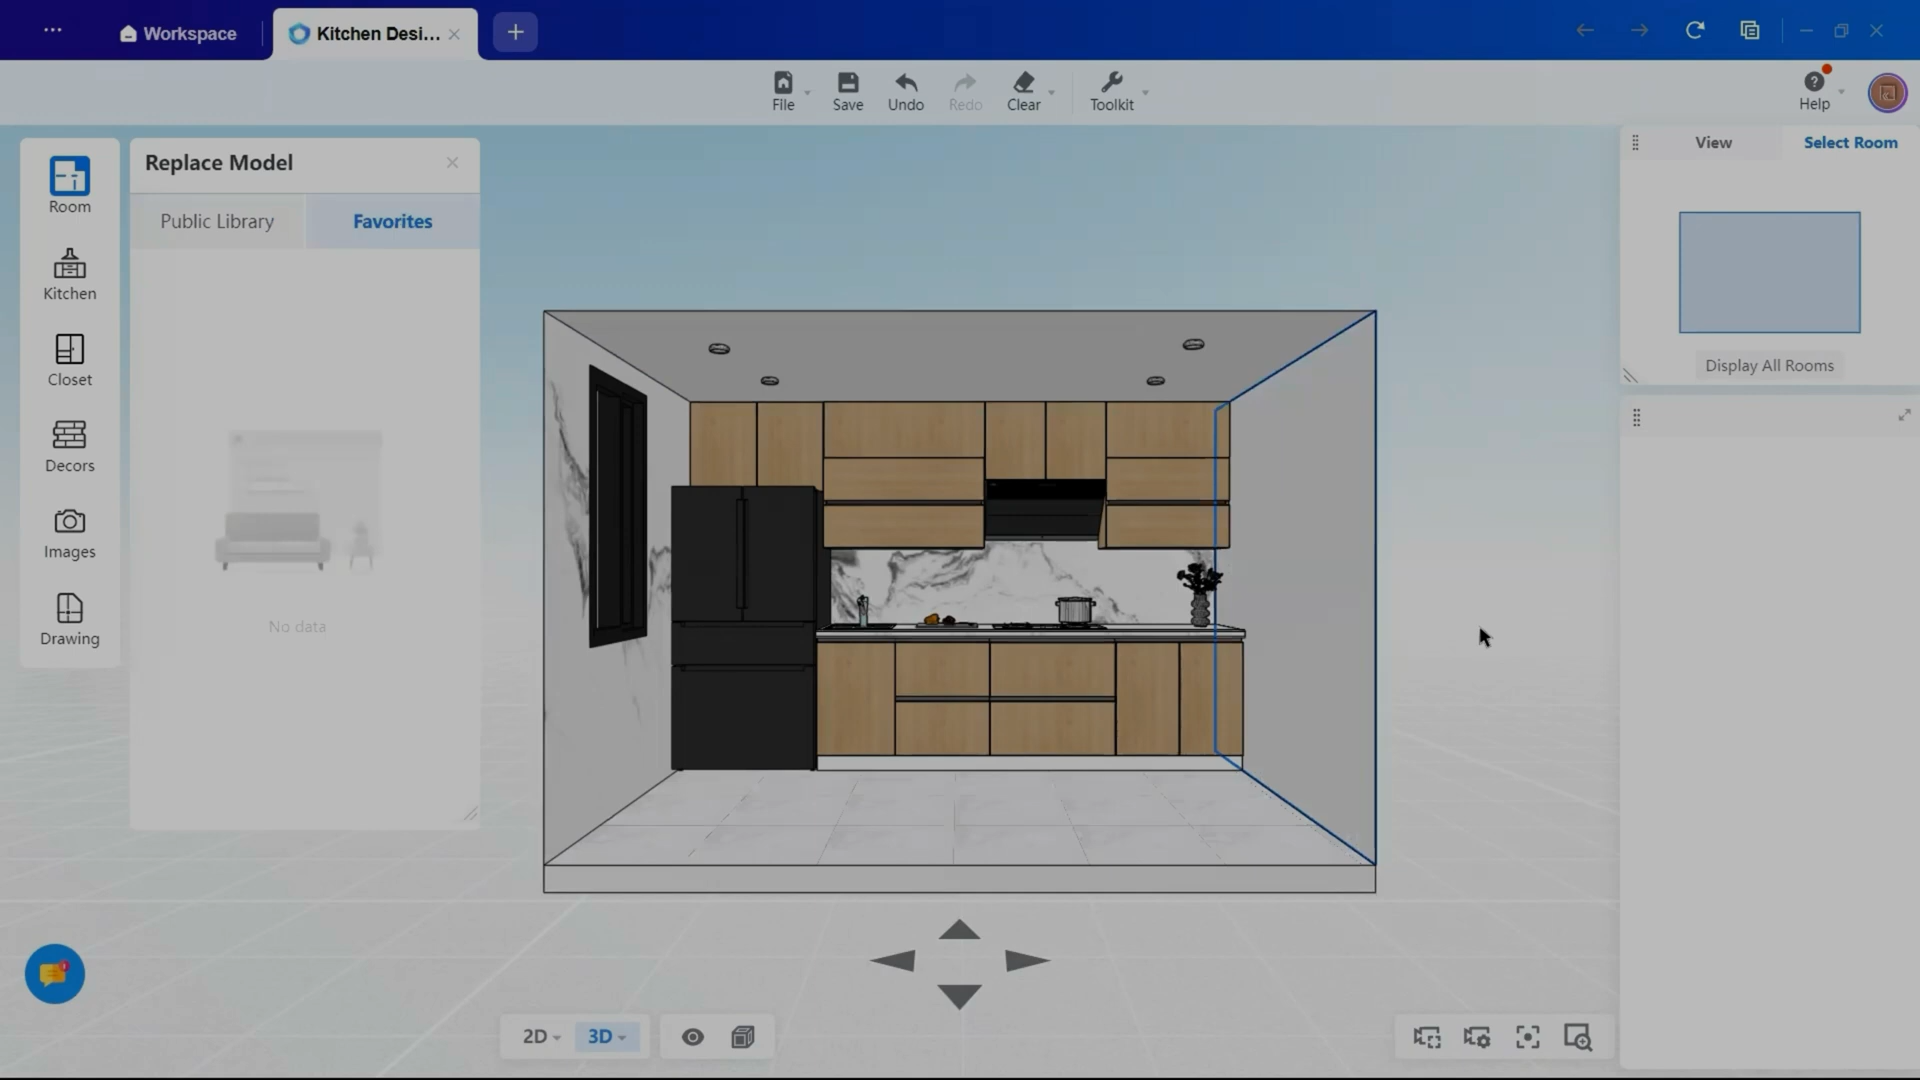 Workspace
Kitchen Desi...
File
Save
Undo
Redo
Clear
Toolkit
Help
Room
Kitchen
Closet
Decors
Images
Drawing
Replace Model
Public Library
Favorites
No data
View
Select Room
Display All Rooms
2D
3D